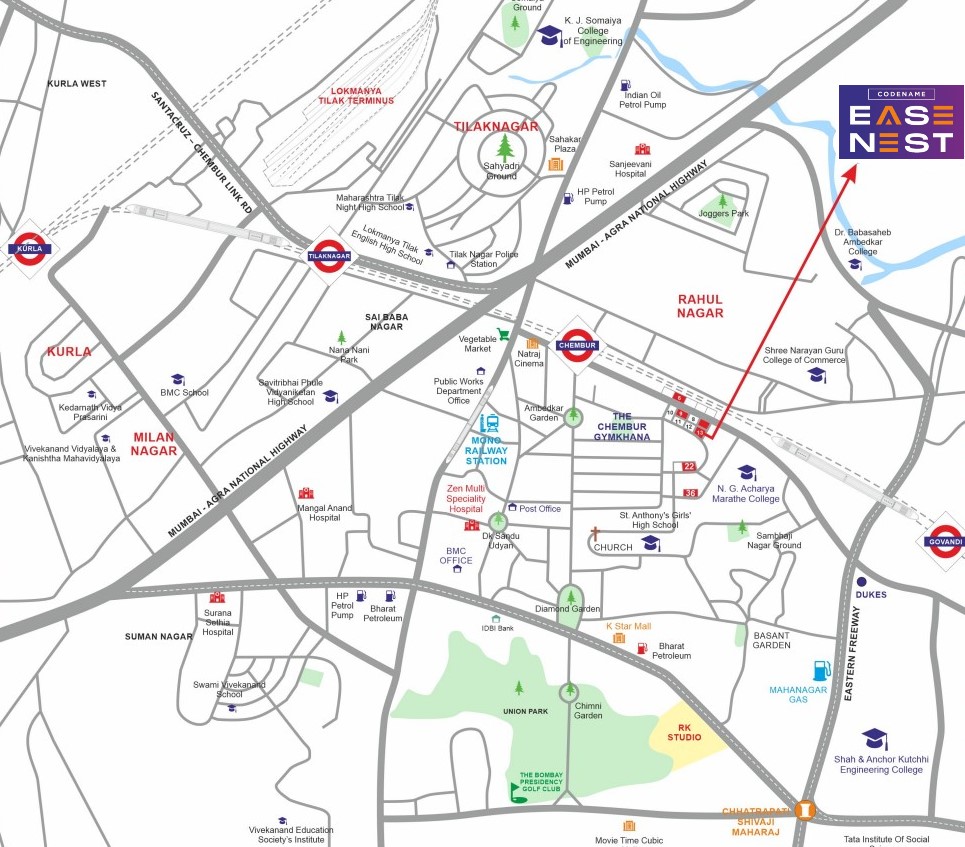 Somaiya
Ground
K. J. Somaiya
College
of Engineering
KURLA WEST
LOKMANYA
TILAK TERMINUS
Indian Oil
Petrol Pump
CODENAME
EASE
NEST
SANTACRUZ - CHEMBUR LINK RD
TILAKNAGAR
Sahyadri
Ground
Sahakar
Plaza
Sanjeevani
Hospital
HP Petrol
Pump
MUMBAI - AGRA NATIONAL HIGHWAY
Joggers Park
Maharashtra Tilak
Night High School
Lokmanya Tilak
English High School
Tilak Nagar Police
Station
Dr. Babasaheb
Ambedkar
College
KURLA
TILAKNAGAR
RAHUL
NAGAR
SAI BABA
NAGAR
Nana Nani
Park
Vegetable
Market
Natraj
Cinema
CHEMBUR
KURLA
Shree Narayan Guru
College of Commerce
BMC School
Savitribhai Phule
Vidyaniketan
High School
Public Works
Department
Office
Kedarnath Vidya
Prasarini
Ambedkar
Garden
THE
CHEMBUR
GYMKHANA
10
11
12
Vivekanand Vidyalaya &
Kanishtha Mahavidyalaya
MILAN
NAGAR
MONO
RAILWAY
STATION
22
36
N. G. Acharya
Marathe College
MUMBAI - AGRA NATIONAL HIGHWAY
Mangal Anand
Hospital
Zen Multi
Speciality
Hospital
Post Office
Dk Sandu
Udyan
St. Anthony's Girls'
High School
CHURCH
Sambhaji
Nagar Ground
GOVANDI
BMC
OFFICE
DUKES
HP
Petrol
Pump
Bharat
Petroleum
Surana
Sethia
Hospital
SUMAN NAGAR
Diamond Garden
IDBI Bank
K Star Mall
Bharat
Petroleum
BASANT
GARDEN
EASTERN FREEWAY
MAHANAGAR
GAS
Swami Vivekanand
School
UNION PARK
Chimni
Garden
RK
STUDIO
Shah & Anchor Kutchhi
Engineering College
THE BOMBAY
PRESIDENCY
GOLF CLUB
CHHATRAPATI
SHIVAJI
MAHARAJ
Vivekanand Education
Society's Institute
Movie Time Cubic
Tata Institute Of Social